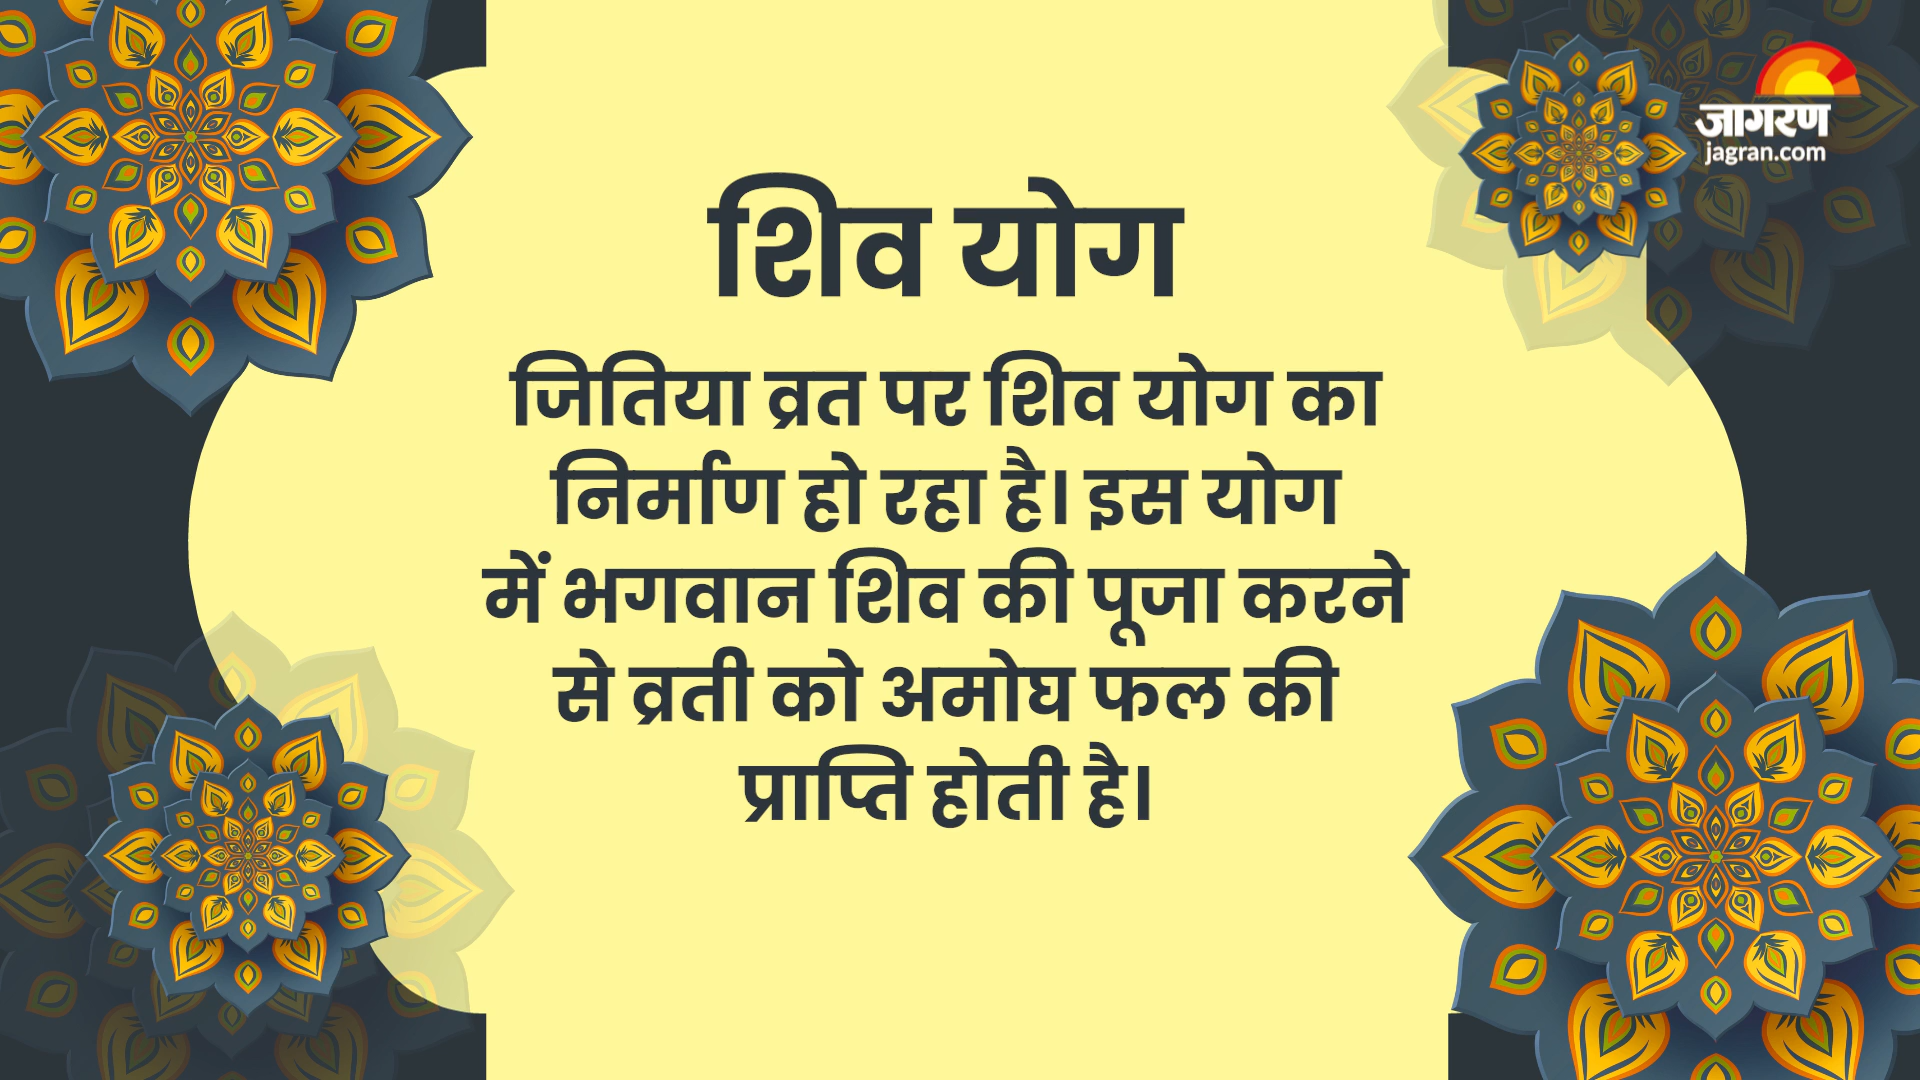 जागरण
jagran.com
शिव योग
जितिया व्रत पर शिव योग का
निर्माण हो रहा है। इस योग
में भगवान शिव की पूजा करने
से व्रती को अमोघ फल की
प्राप्ति होती है।